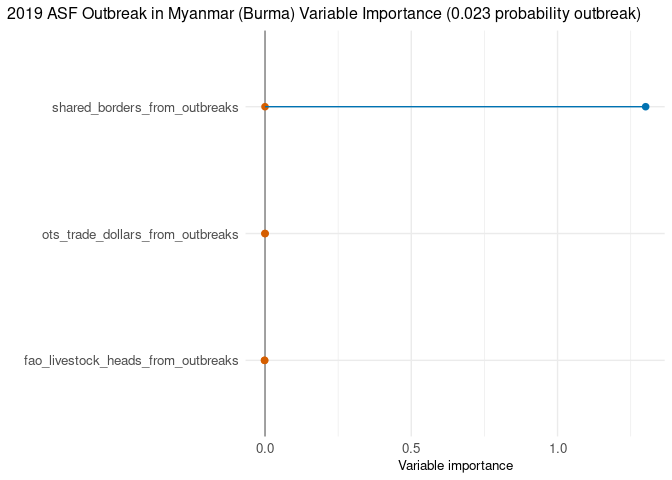 2019 ASF Outbreak in Myanmar (Burma) Variable Importance (0.023 probability outbreak)
shared_borders_from_outbreaks
ots_trade_dollars_from_outbreaks
fao_livestock_heads_from_outbreaks
0.0 0.5 1.0
Variable importance